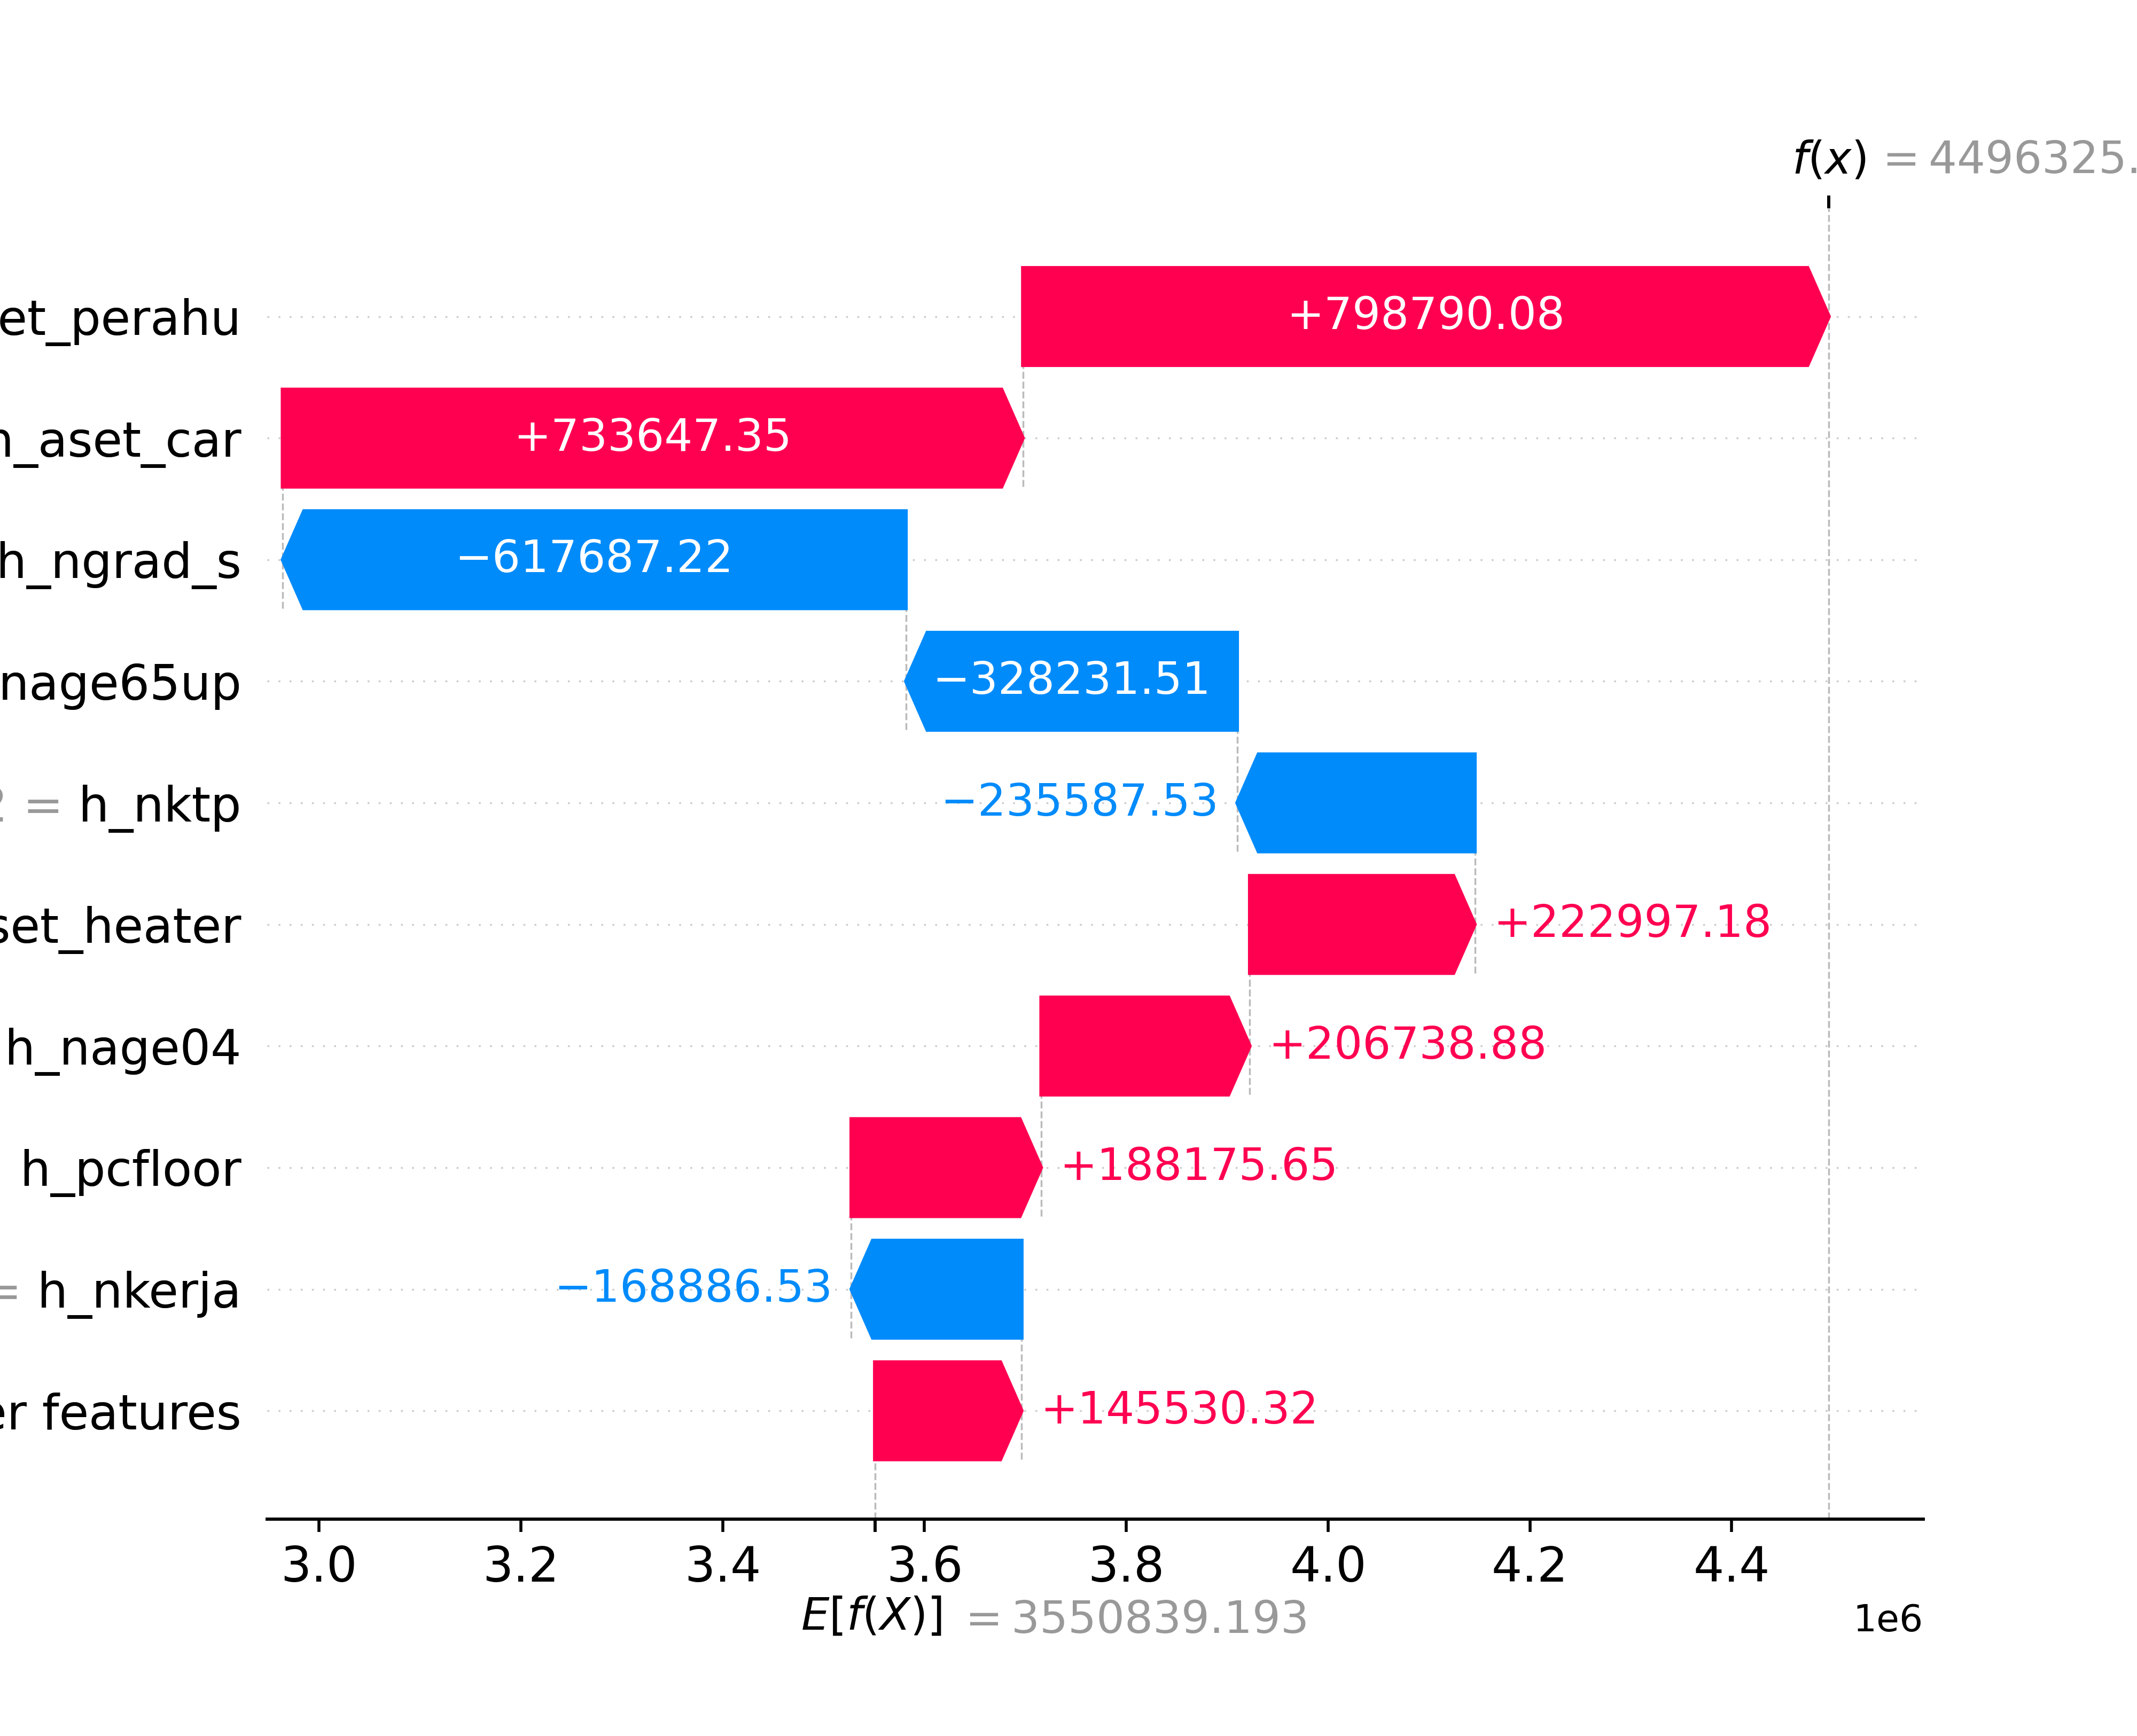 f(x) = 4496325.
et_perahu +798790.08
h_aset_car +733647.35
h_ngrad_s −617687.22
nage65up −328231.51
= h_nktp −235587.53
set_heater +222997.18
h_nage04 +206738.88
h_pcfloor +188175.65
= h_nkerja −168886.53
er features +145530.32
3.0 3.2 3.4 3.6 3.8 4.0 4.2 4.4
E[f(X)] = 3550839.193
1e6